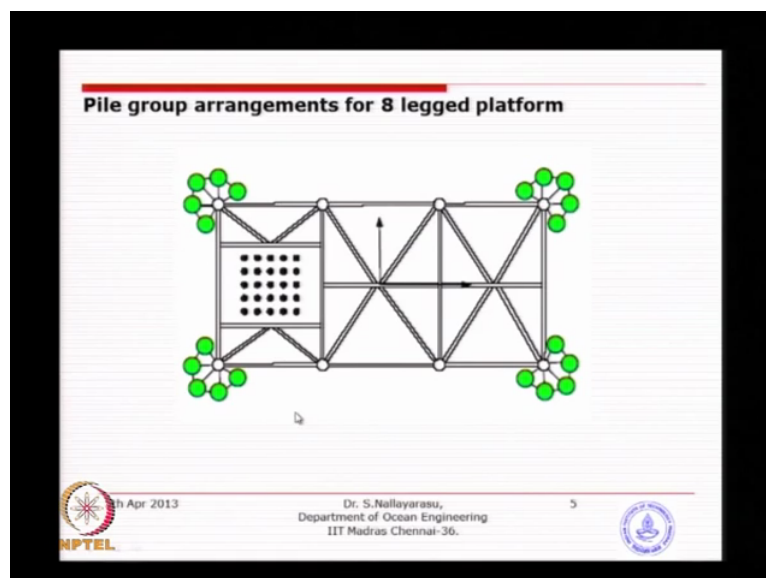 Pile group arrangements for 8 legged platform
th Apr 2013
Dr. S.Nallayarasu,
Department of Ocean Engineering
IIT Madras Chennai-36.
5
NPTEL